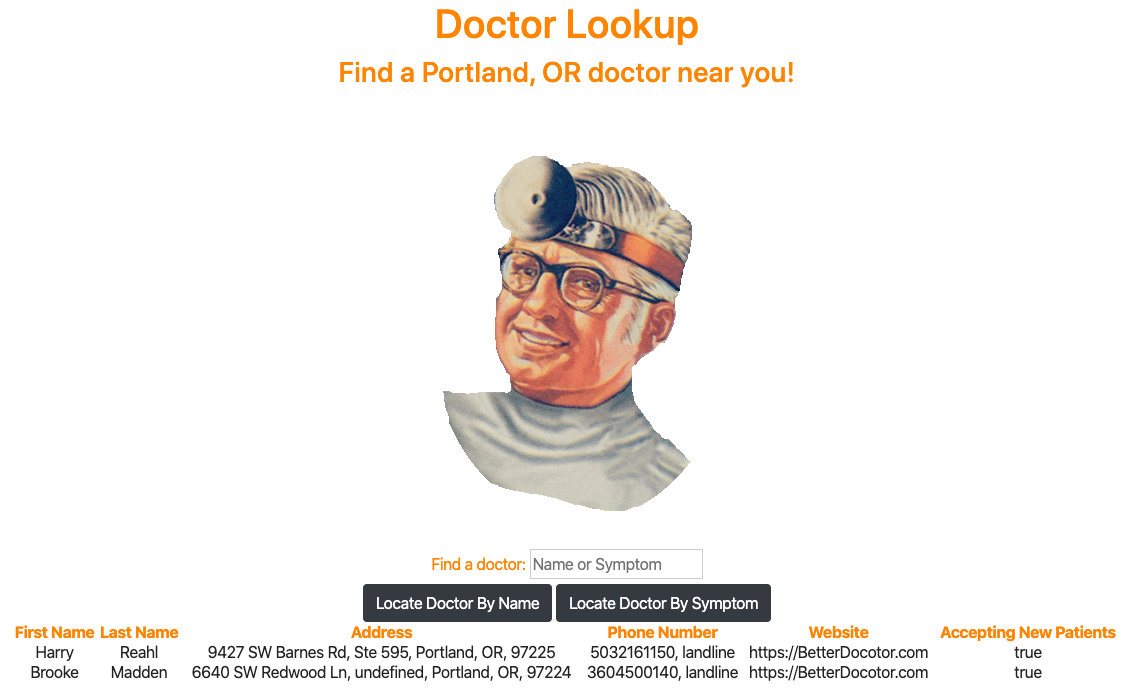 Doctor Lookup
Find a Portland, OR doctor near you!
Find a doctor: Name or Symptom
Locate Doctor By Name Locate Doctor By Symptom
First Name Last Name Address Phone Number Website Accepting New Patients
Harry Reahl 9427 SW Barnes Rd, Ste 595, Portland, OR, 97225 5032161150, landline https://BetterDocotor.com true
Brooke Madden 6640 SW Redwood Ln, undefined, Portland, OR, 97224 3604500140, landline https://BetterDocotor.com true